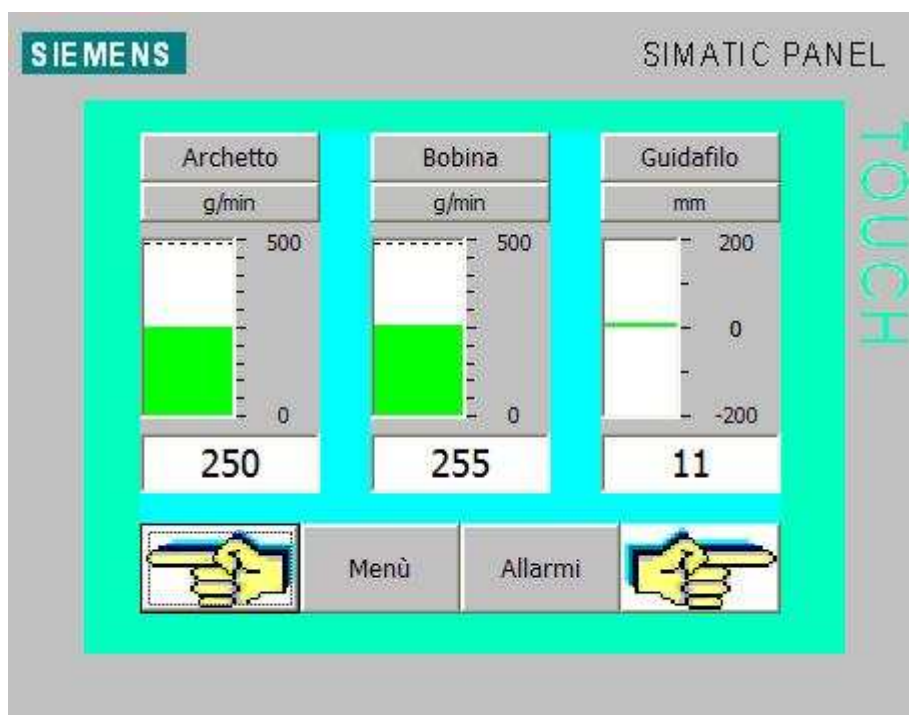 SIEMENS
SIMATIC PANEL
TOUCH
Archetto
g/min
500
0
250
Bobina
g/min
500
0
255
Guidafilo
mm
200
0
-200
11
Menù
Allarmi